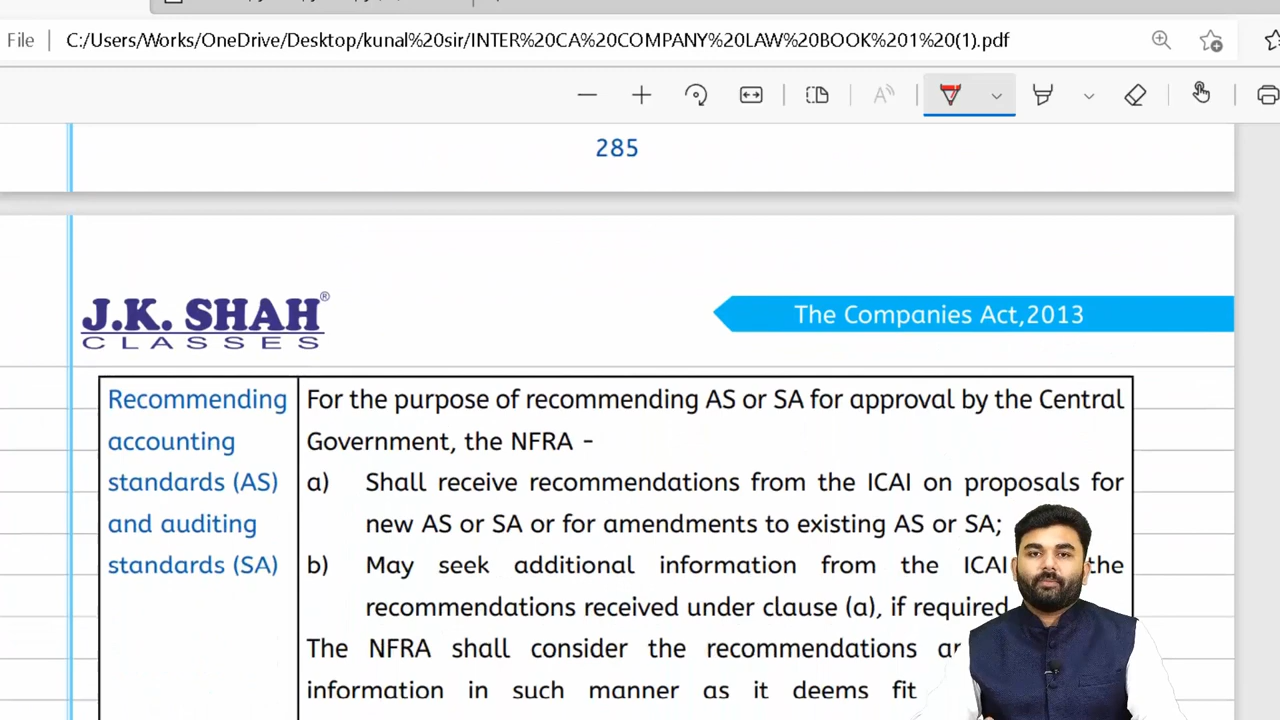 File
C:/Users/Works/OneDrive/Desktop/kunal%20sir/INTER%20CA%20COMPANY%20LAW%20BOOK%201%20(1).pdf
285
J.K. SHAH®
CLASSES
The Companies Act,2013
Recommending
accounting
standards (AS)
and auditing
standards (SA)
For the purpose of recommending AS or SA for approval by the Central
Government, the NFRA -
a) Shall receive recommendations from the ICAI on proposals for
new AS or SA or for amendments to existing AS or SA;
b) May seek additional information from the ICAI the
recommendations received under clause (a), if required
The NFRA shall consider the recommendations
information in such manner as it deems fit